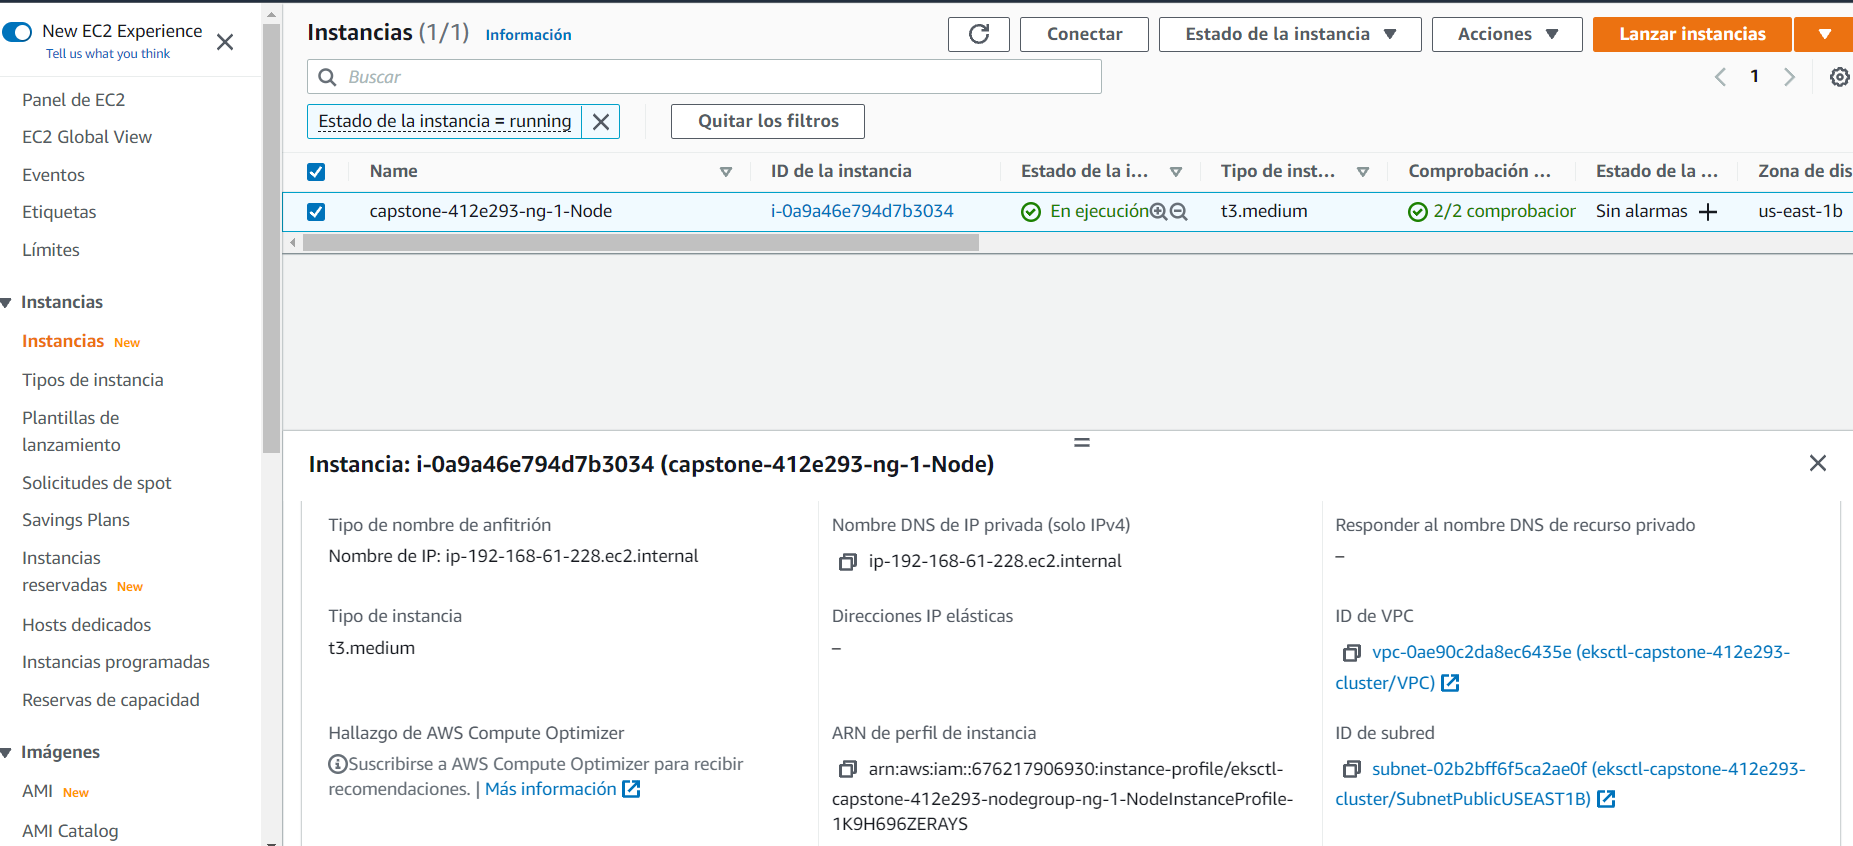 New EC2 Experience
Tell us what you think
Panel de EC2
EC2 Global View
Eventos
Etiquetas
Límites
Instancias
Instancias New
Tipos de instancia
Plantillas de
lanzamiento
Solicitudes de spot
Savings Plans
Instancias
reservadas New
Hosts dedicados
Instancias programadas
Reservas de capacidad
Imágenes
AMI New
AMI Catalog
Instancias (1/1) Información
Conectar
Estado de la instancia
Acciones
Lanzar instancias
Buscar
1
Estado de la instancia = running
Quitar los filtros
Name ID de la instancia Estado de la i... Tipo de inst... Comprobación ... Estado de la ... Zona de dis
capstone-412e293-ng-1-Node i-0a9a46e794d7b3034 En ejecución t3.medium 2/2 comprobacior Sin alarmas us-east-1b
Instancia: i-0a9a46e794d7b3034 (capstone-412e293-ng-1-Node)
Tipo de nombre de anfitrión
Nombre de IP: ip-192-168-61-228.ec2.internal
Nombre DNS de IP privada (solo IPv4)
ip-192-168-61-228.ec2.internal
Responder al nombre DNS de recurso privado
–
Tipo de instancia
t3.medium
Direcciones IP elásticas
–
ID de VPC
vpc-0ae90c2da8ec6435e (eksctl-capstone-412e293-
cluster/VPC)
Hallazgo de AWS Compute Optimizer
Suscribirse a AWS Compute Optimizer para recibir
recomendaciones. | Más información
ARN de perfil de instancia
arn:aws:iam::676217906930:instance-profile/eksctl-
capstone-412e293-nodegroup-ng-1-NodeInstanceProfile-
1K9H696ZERAYS
ID de subred
subnet-02b2bff6f5ca2ae0f (eksctl-capstone-412e293-
cluster/SubnetPublicUSEAST1B)